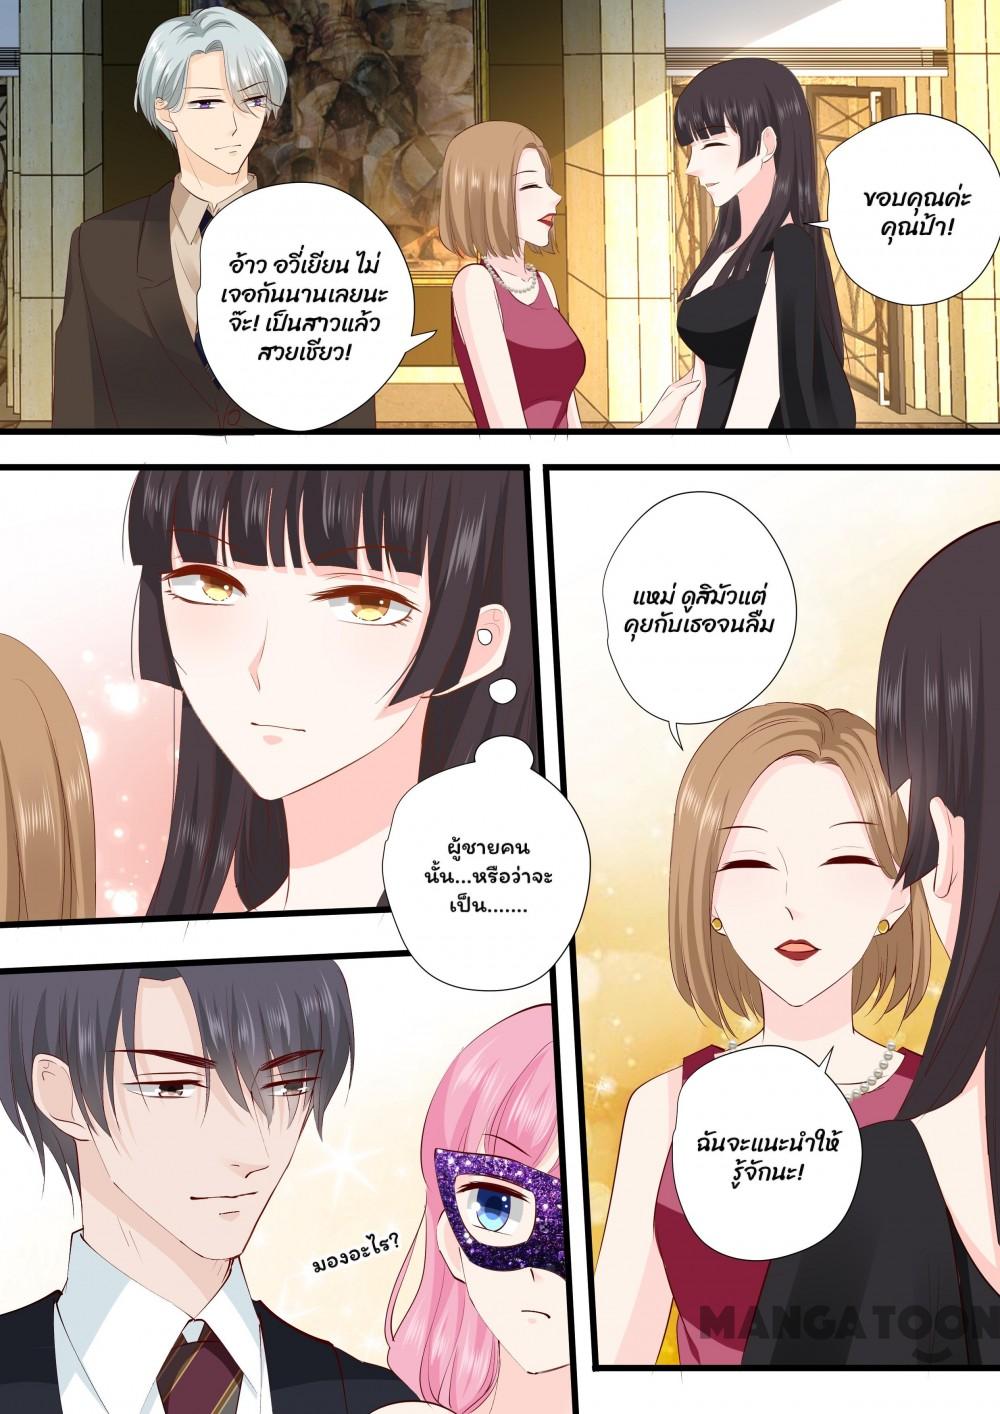 อ้าว อวี่เยียน ไม่
เจอกันนานเลยนะ
จ๊ะ! เป็นสาวแล้ว
สวยเชียว!
ขอบคุณค่ะ
คุณป้า!
ผู้ชายคน
นั้น...หรือว่าจะ
เป็น.......
แหม่ ดูสิมัวแต่
คุยกับเธอจนลืม
ฉันจะแนะนำให้
รู้จักนะ!
มองอะไร?
MANGATOON